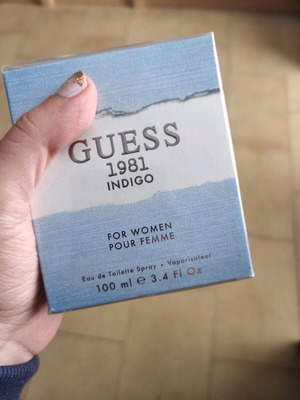 GUESS
1981
INDIGO
FOR WOMEN
POUR FEMME
Eau de Toilette Spray • Vaporisateur
100 ml e 3.4 Fl Oz